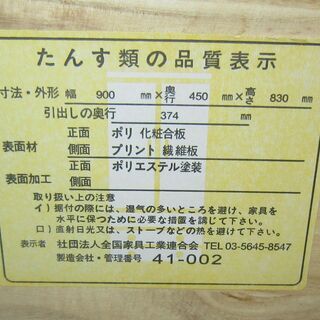 たんす類の品質表示
寸法・外形 幅 900 mm×奥行 450 mm×高さ 830 mm
引出しの奥行 374 mm
表面材 正面 ポリ 化粧合板
側面 プリント 繊維板
表面加工 正面 ポリエステル塗装
側面
取り扱い上の注意
イ）据付の際には、湿気の多いところを避け、家具を
水平に保つために必要な措置を講じて下さい。
ロ）直射日光又は、ストーブなどの熱を避けて下さい。
表示者 社団法人全国家具工業連合会 TEL 03-5645-8547
製造会社・管理番号 41-002